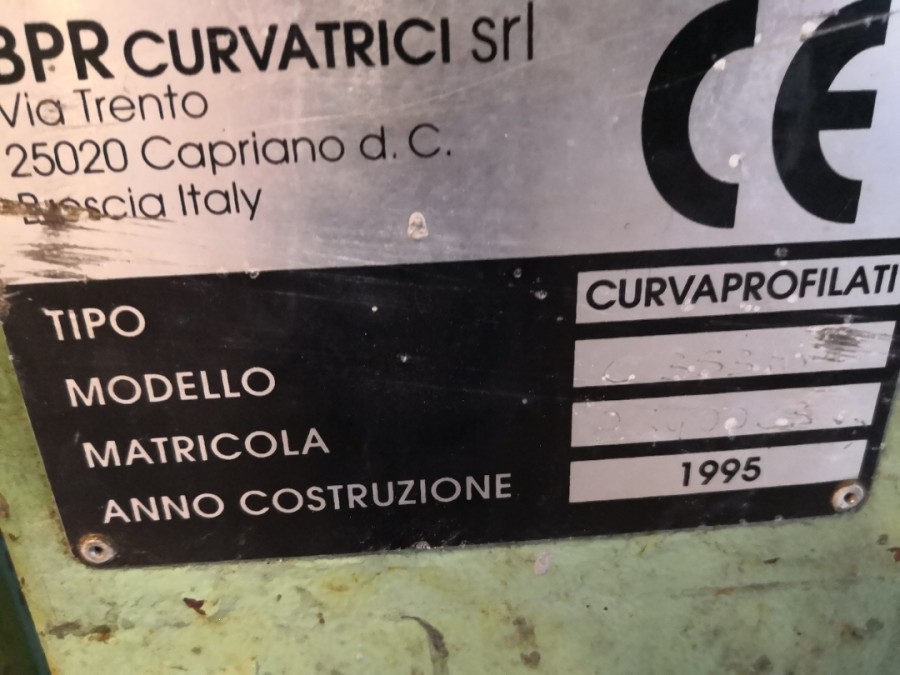 BPR CURVATRICI srl
Via Trento
25020 Capriano d. C.
Brescia Italy
CE
TIPO CURVAPROFILATI
MODELLO
MATRICOLA
ANNO COSTRUZIONE 1995